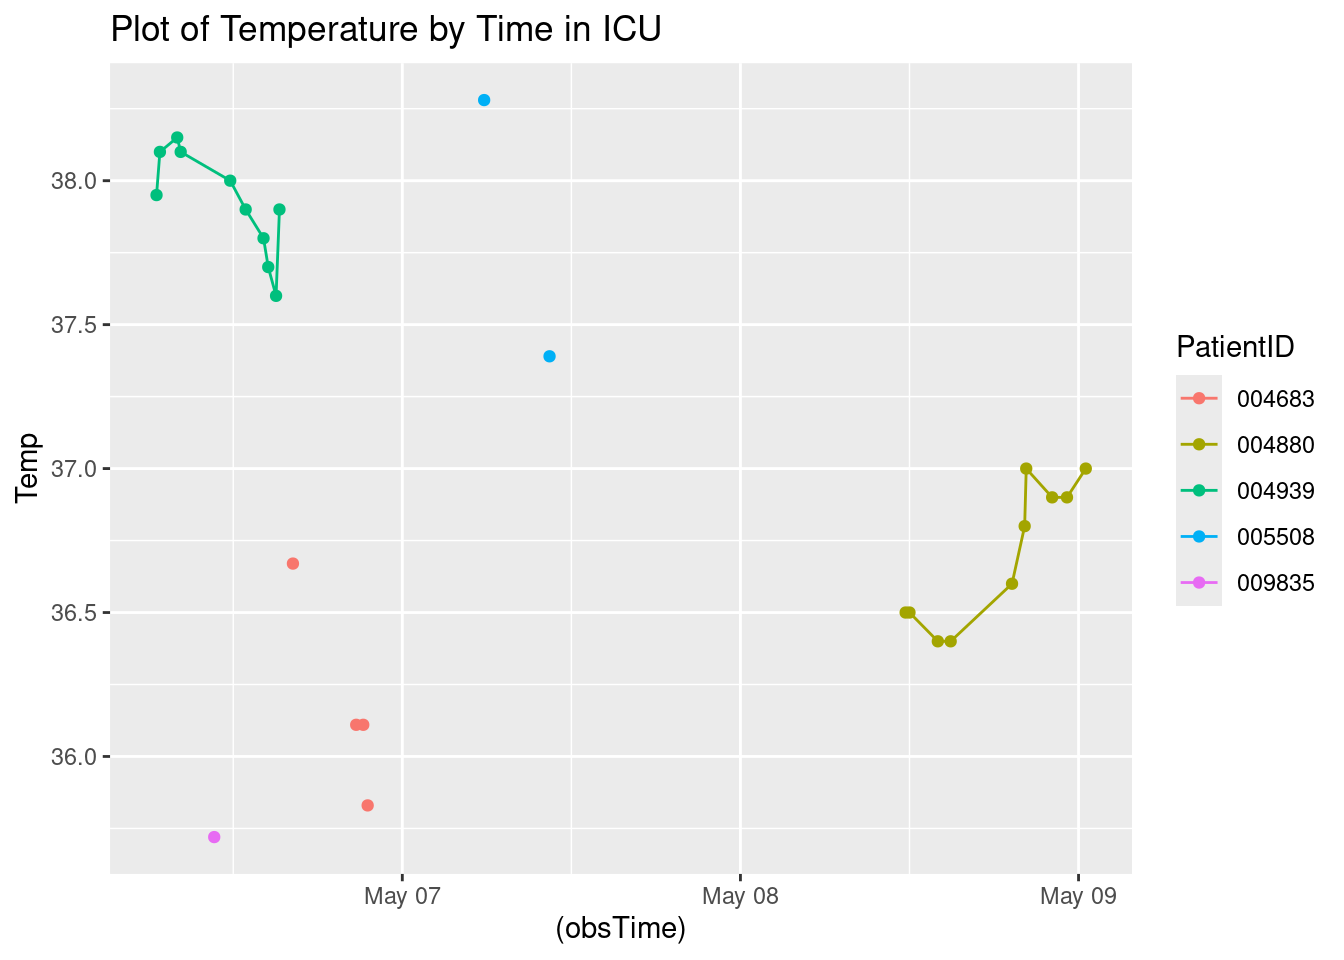 Plot of Temperature by Time in ICU
38.0
37.5
37.0
36.5
36.0
Temp
May 07
May 08
May 09
(obsTime)
PatientID
004683
004880
004939
005508
009835